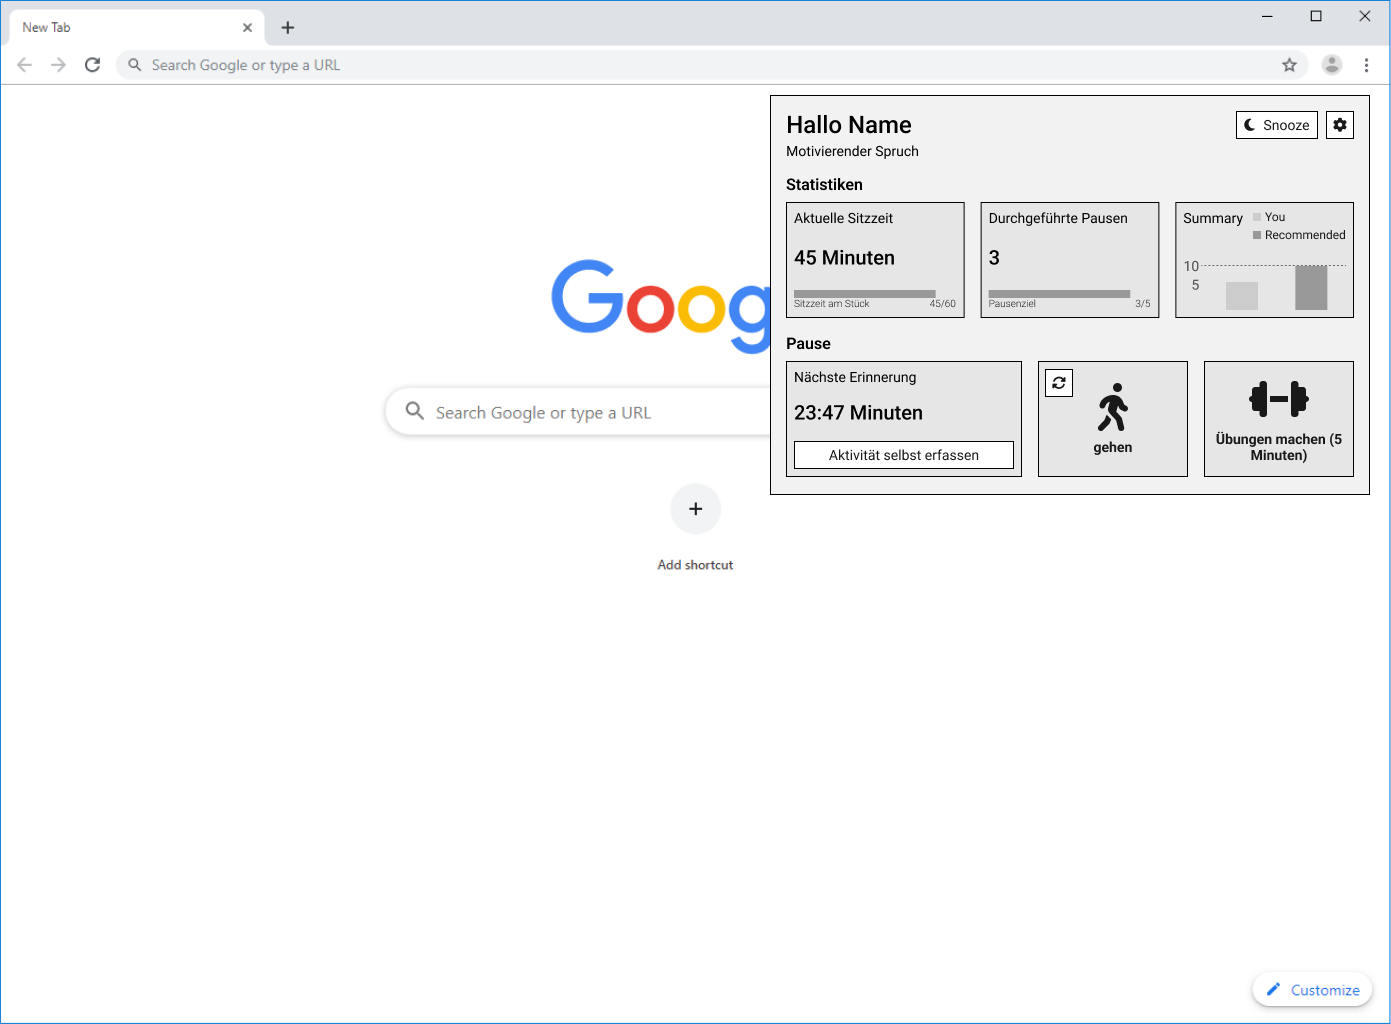 New Tab
Search Google or type a URL
Hallo Name
Snooze
Motivierender Spruch
Statistiken
Aktuelle Sitzzeit
45 Minuten
Sitzzeit am Stück 45/60
Durchgeführte Pausen
3
Pausenziel 3/5
Summary
You
Recommended
10
5
Goog
Search Google or type a URL
Pause
Nächste Erinnerung
23:47 Minuten
Aktivität selbst erfassen
gehen
Übungen machen (5
Minuten)
Add shortcut
Customize